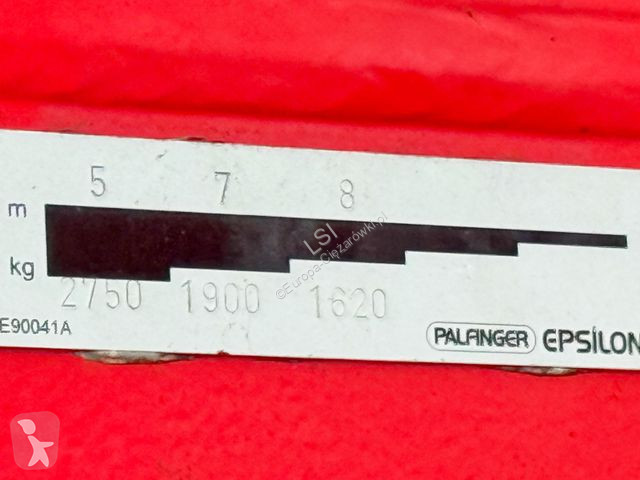 5 7 8
m
kg
2750 1900 1620
E90041A
PALFINGER EPSILON
LSI
©Europa-Ciężarówki.pl